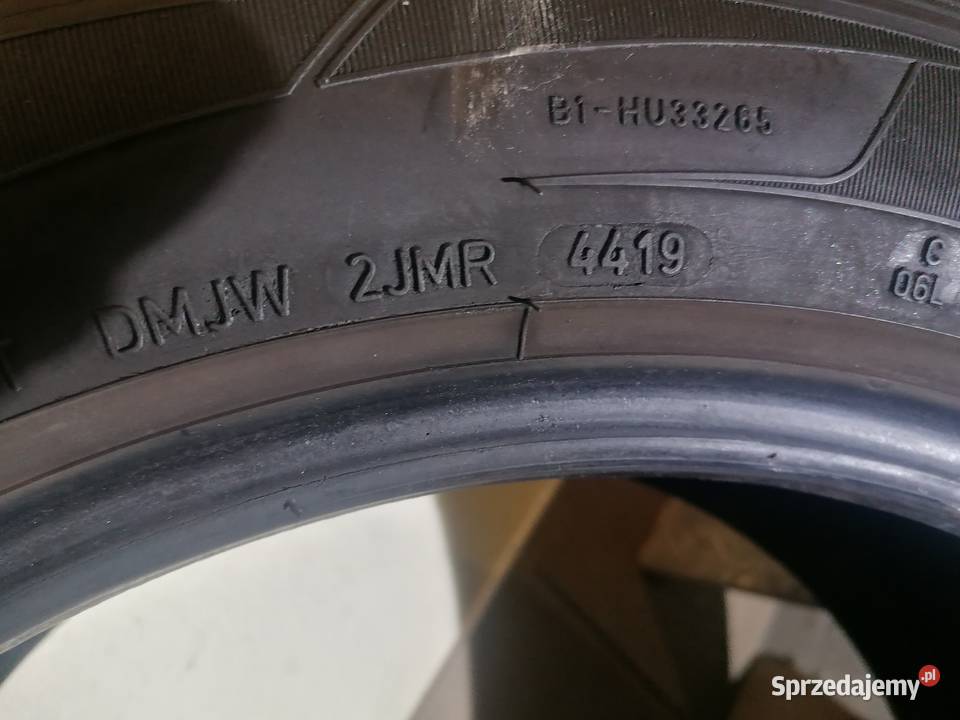 B1-HU33265
T DMJW 2JMR 4419
C
06L
Sprzedajemy.pl